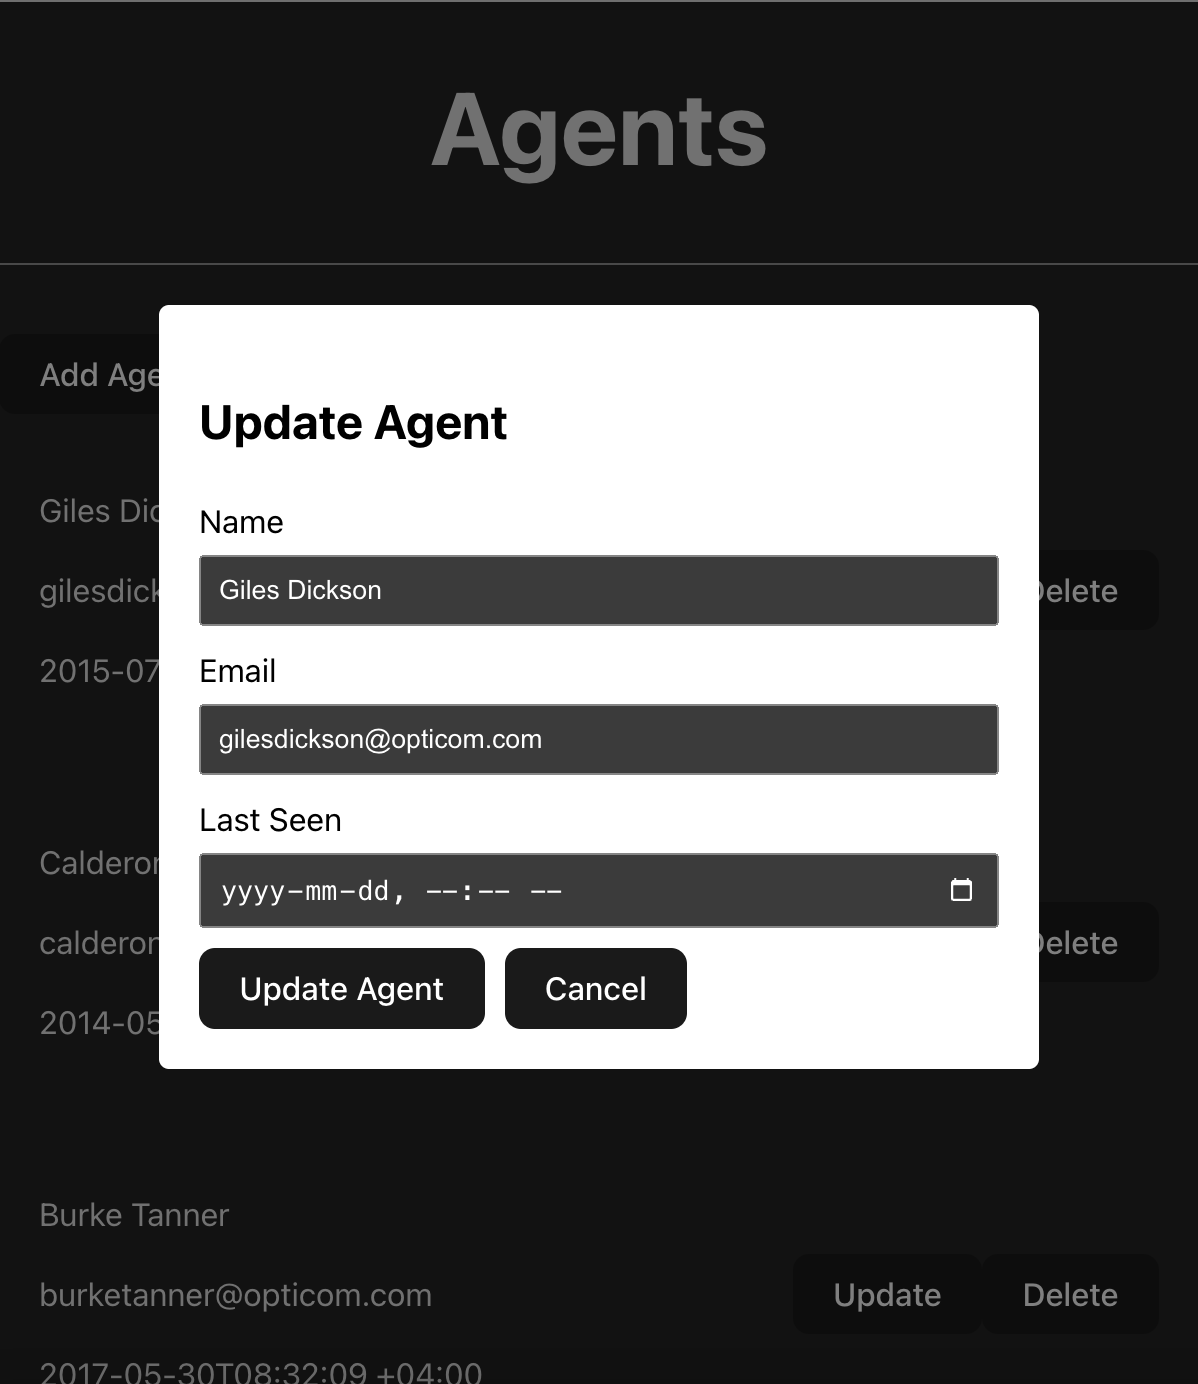 Agents
Add Age
Update Agent
Giles Dic
Name
Giles Dickson
gilesdick
Delete
2015-07
Email
gilesdickson@opticom.com
Last Seen
Calderon
yyyy-mm-dd, --:-- --
calderon
Delete
Update Agent Cancel
2014-05
Burke Tanner
burketanner@opticom.com
Update Delete
2017-05-30T08:32:09 +04:00